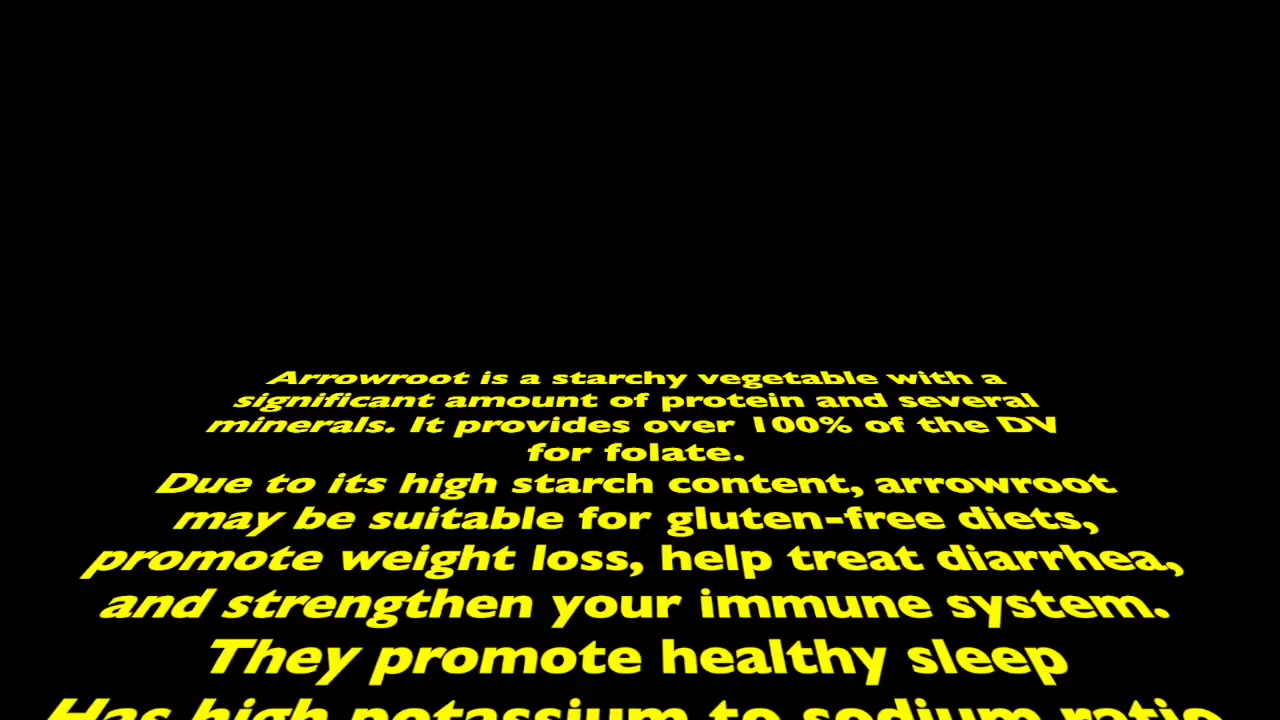 Arrowroot is a starchy vegetable with a
significant amount of protein and several
minerals. It provides over 100% of the DV
for folate.
Due to its high starch content, arrowroot
may be suitable for gluten-free diets,
promote weight loss, help treat diarrhea,
and strengthen your immune system.
They promote healthy sleep
Has high potassium to sodium ratio